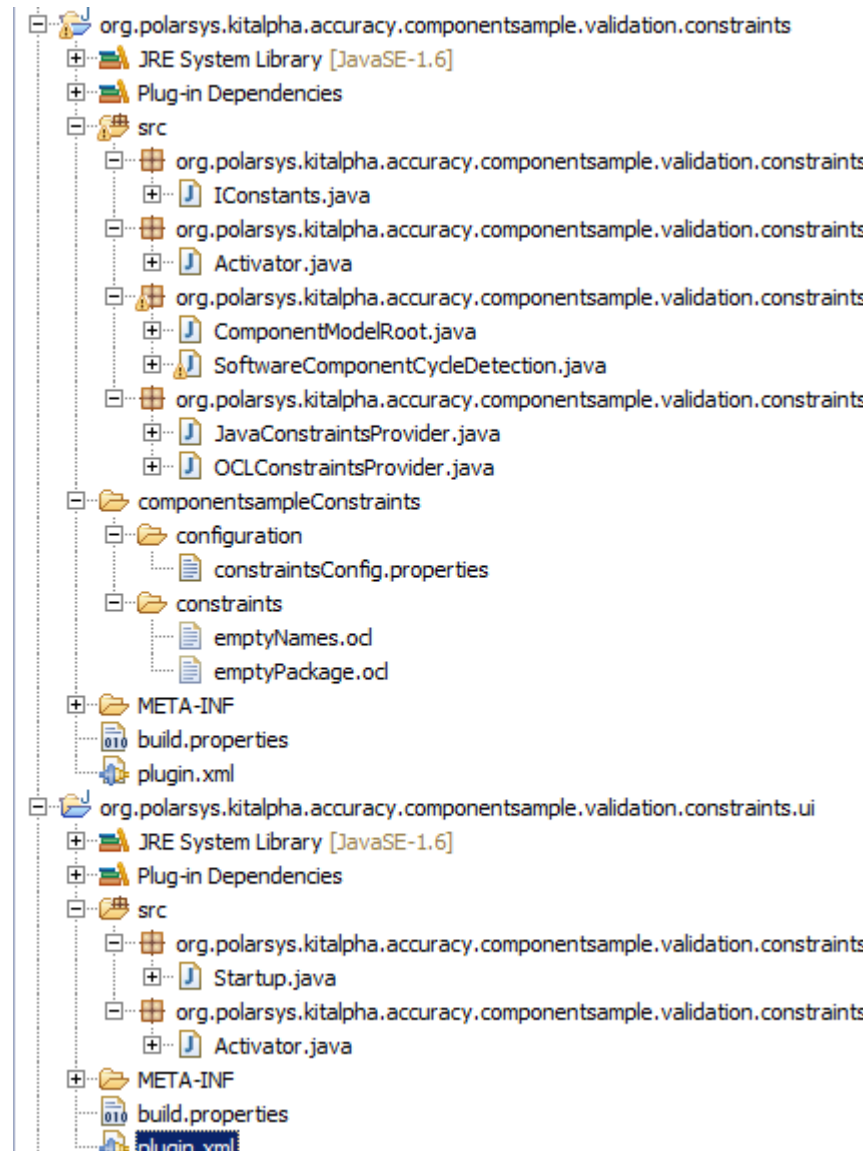 org.polarsys.kitalpha.accuracy.componentsample.validation.constraints
JRE System Library [JavaSE-1.6]
Plug-in Dependencies
src
org.polarsys.kitalpha.accuracy.componentsample.validation.constraints
IConstants.java
org.polarsys.kitalpha.accuracy.componentsample.validation.constraints
Activator.java
org.polarsys.kitalpha.accuracy.componentsample.validation.constraints
ComponentModelRoot.java
SoftwareComponentCycleDetection.java
org.polarsys.kitalpha.accuracy.componentsample.validation.constraints
JavaConstraintsProvider.java
OCLConstraintsProvider.java
componentsampleConstraints
configuration
constraintsConfig.properties
constraints
emptyNames.ocl
emptyPackage.ocl
META-INF
build.properties
plugin.xml
org.polarsys.kitalpha.accuracy.componentsample.validation.constraints.ui
JRE System Library [JavaSE-1.6]
Plug-in Dependencies
src
org.polarsys.kitalpha.accuracy.componentsample.validation.constraints
Startup.java
org.polarsys.kitalpha.accuracy.componentsample.validation.constraints
Activator.java
META-INF
build.properties
plugin.xml